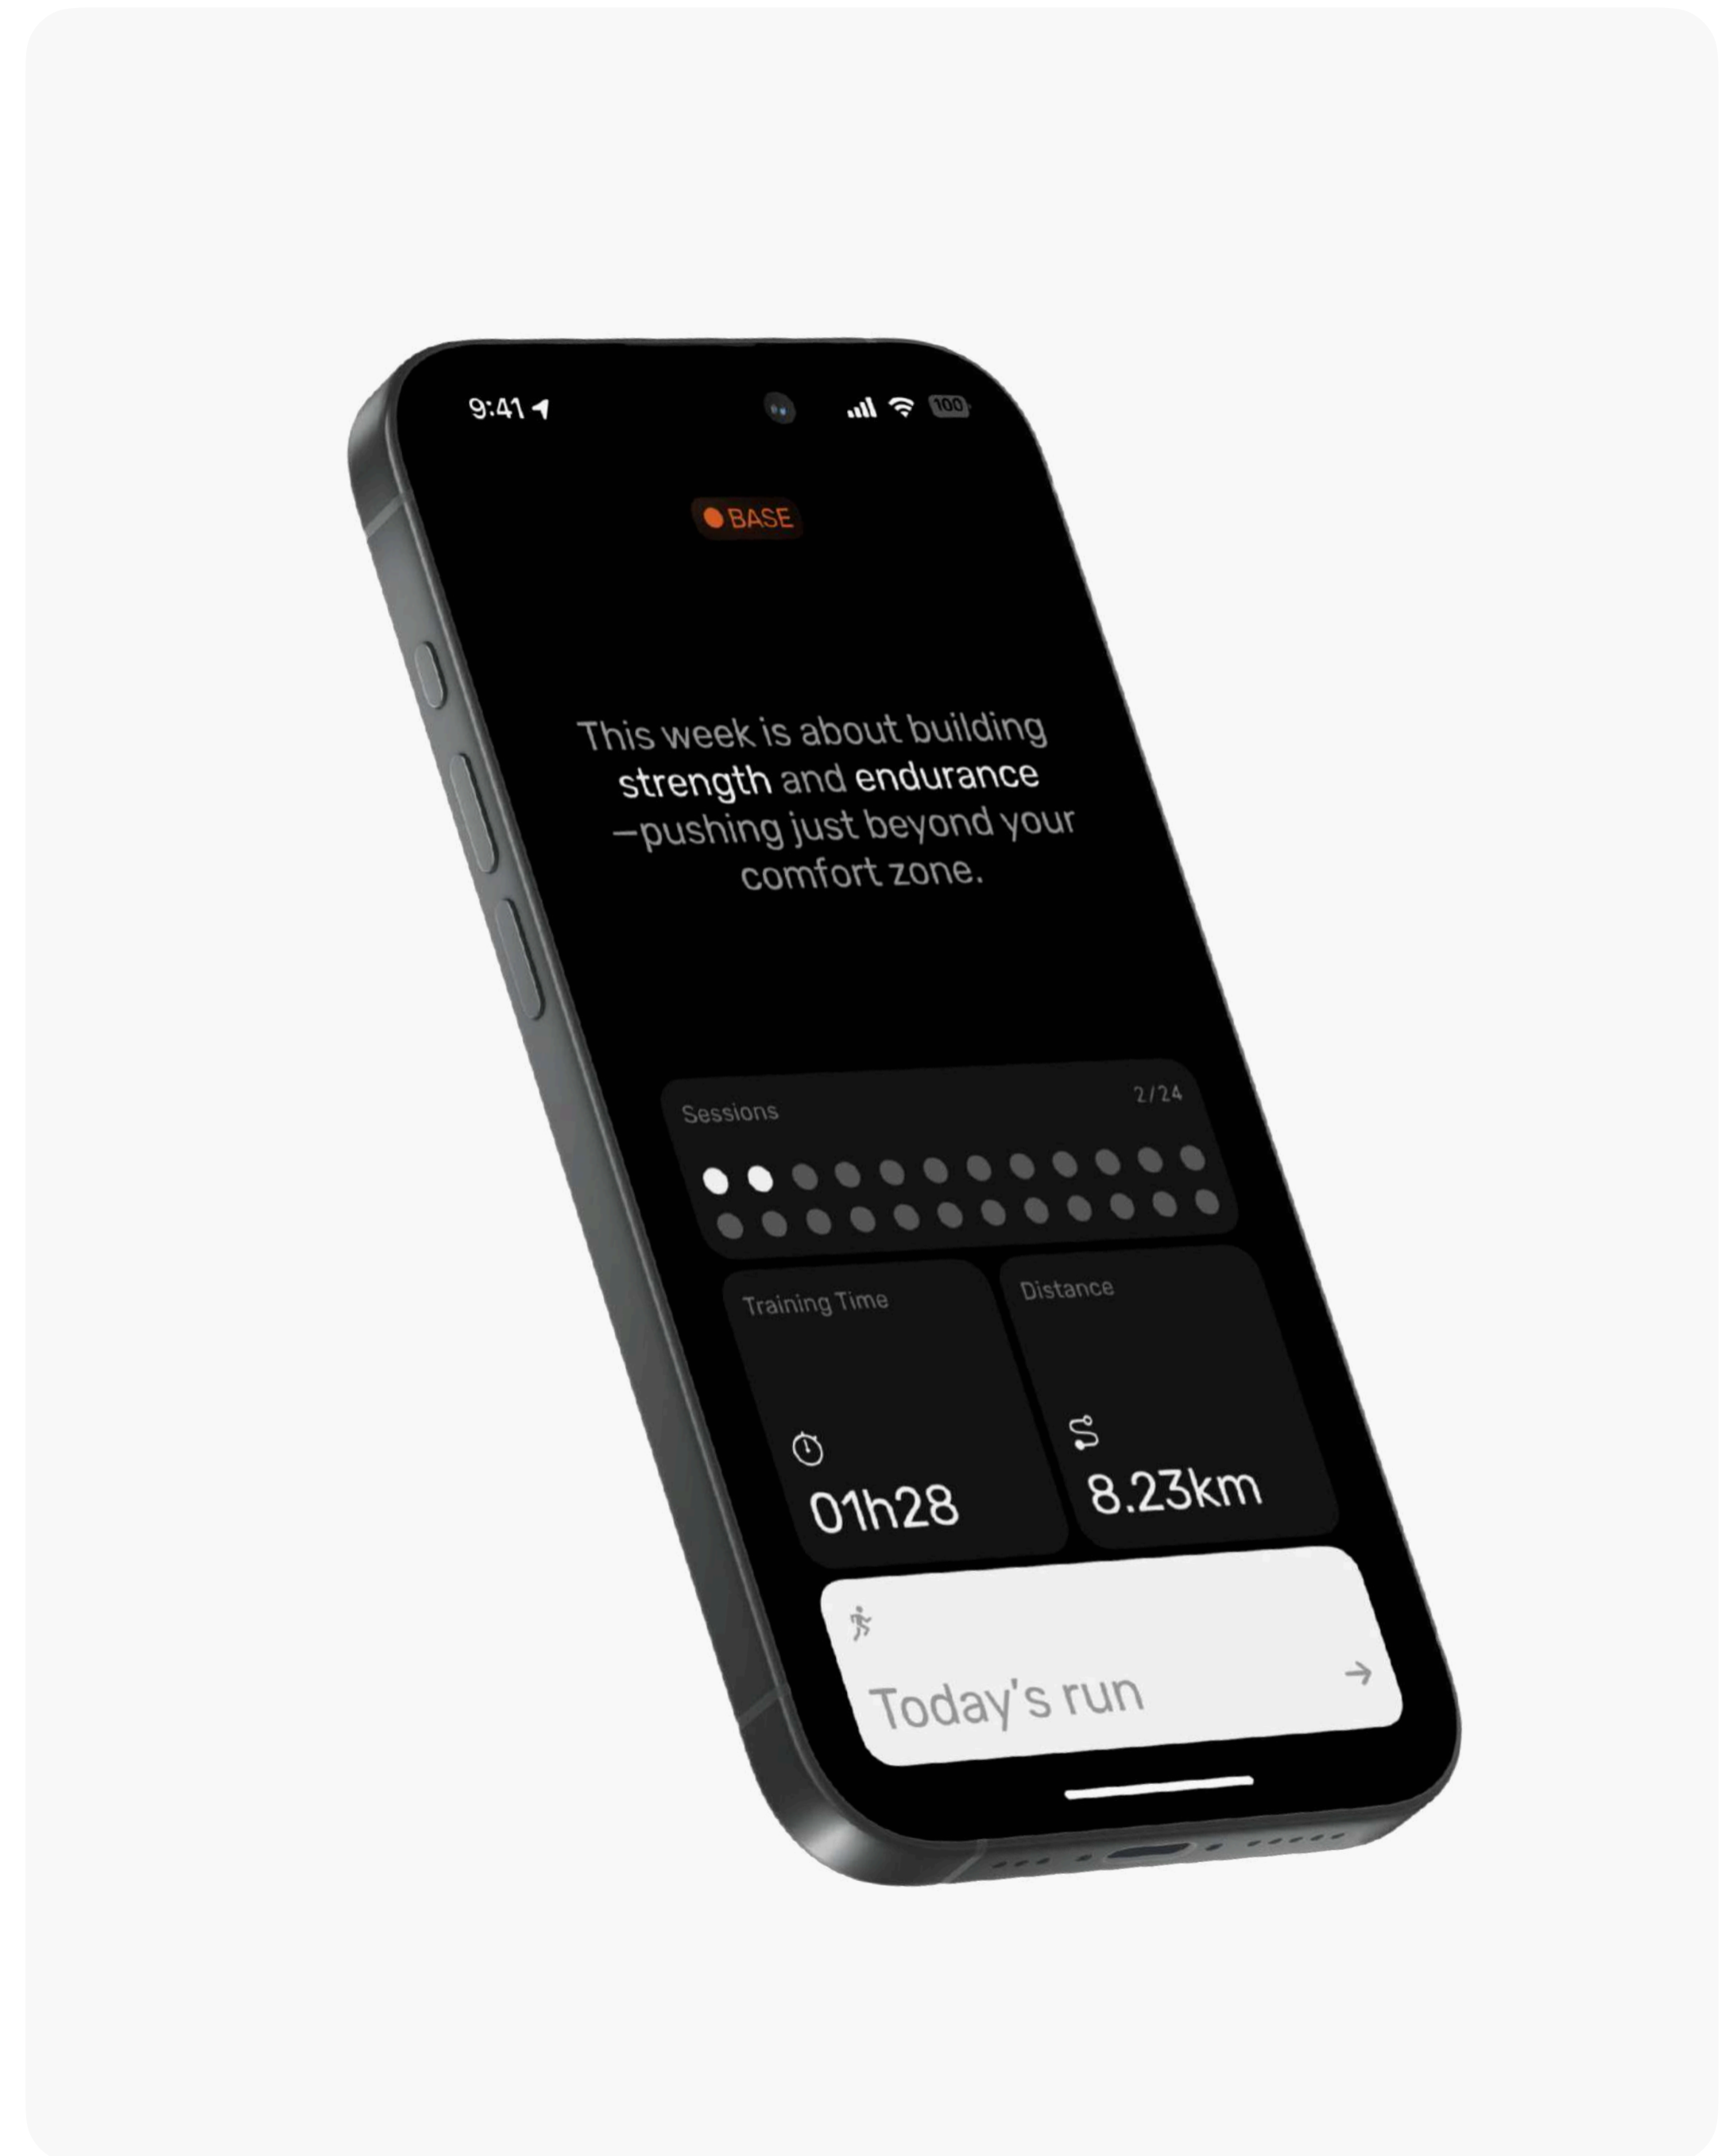 9:41
100
BASE
This week is about building
strength and endurance
—pushing just beyond your
comfort zone.
Sessions
2/24
Training Time
Distance
01h28
8.23km
Today's run